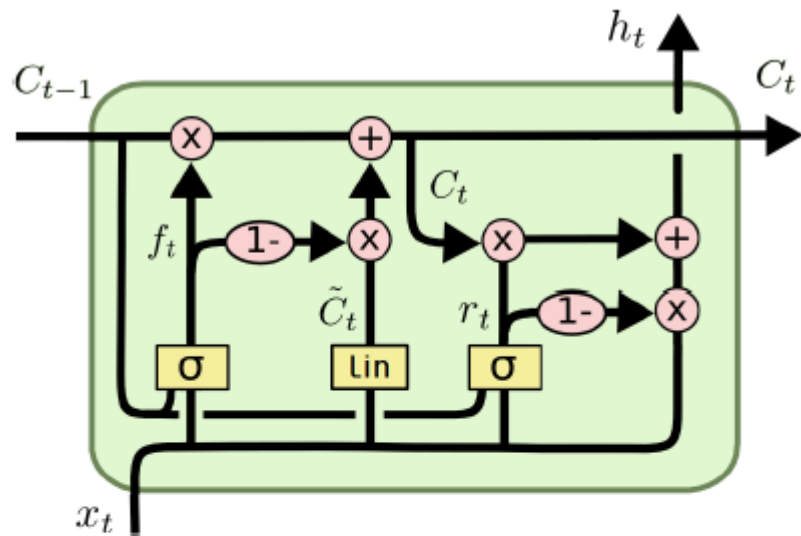 h_t
C_{t-1}
C_t
x
+
C_t
f_t
1-
x
x
+
C̃_t
r_t
1-
x
σ
Lin
σ
x_t